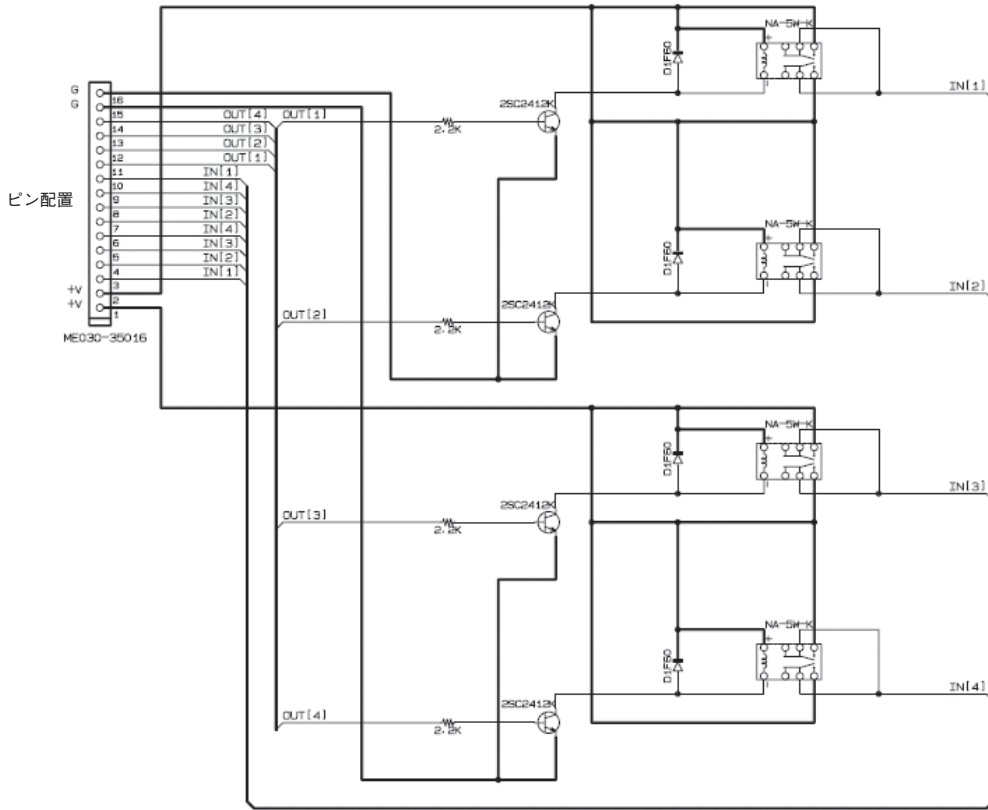 ピン配置
G
G
16
15
14
13
12
11
10
9
8
7
6
5
4
3
2
1
+V
+V
ME030-35016
OUT[4]
OUT[3]
OUT[2]
OUT[1]
IN[1]
IN[4]
IN[3]
IN[2]
IN[4]
IN[3]
IN[2]
IN[1]
OUT[1]
2.2K
2SC2412K
D1F60
NA-5W-K
+
IN[1]
OUT[2]
2.2K
2SC2412K
D1F60
NA-5W-K
+
IN[2]
OUT[3]
2.2K
2SC2412K
D1F60
NA-5W-K
+
IN[3]
OUT[4]
2.2K
2SC2412K
D1F60
NA-5W-K
+
IN[4]